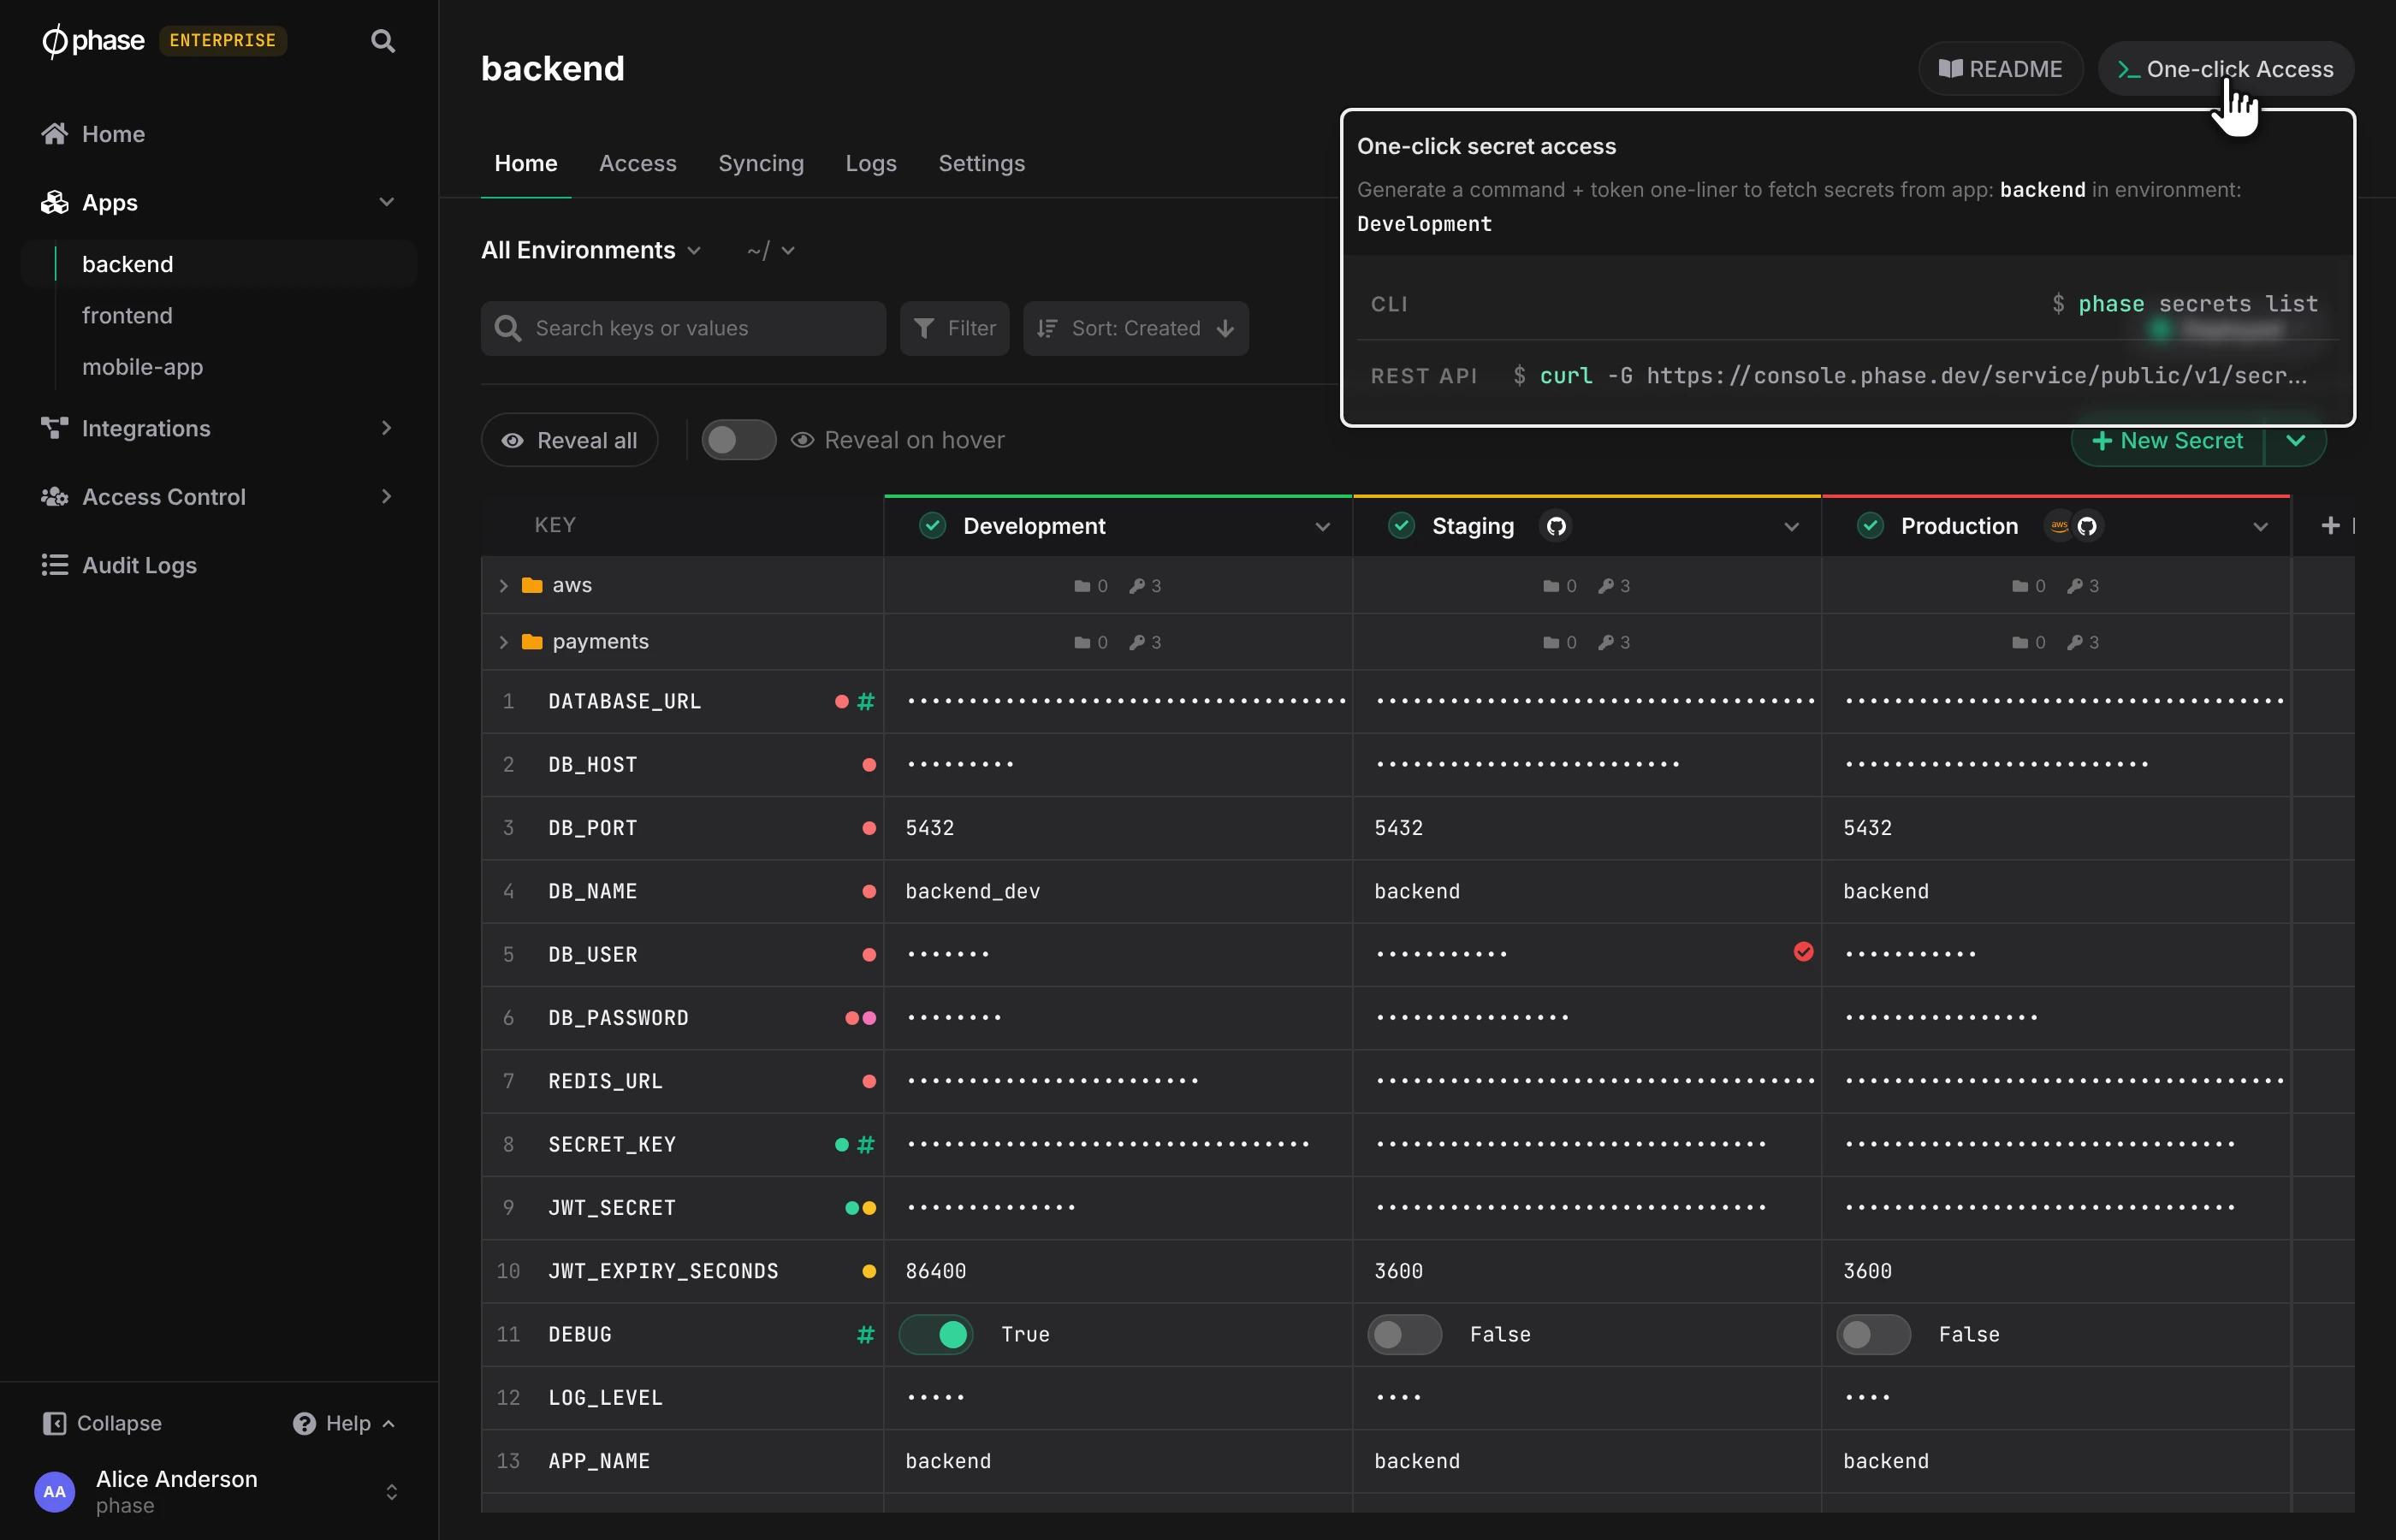 phase ENTERPRISE
Home
Apps
backend
frontend
mobile-app
Integrations
Access Control
Audit Logs
Collapse
Help
AA
Alice Anderson
phase
backend
README
One-click Access
Home Access Syncing Logs Settings
One-click secret access
Generate a command + token one-liner to fetch secrets from app: backend in environment:
Development
CLI $ phase secrets list
REST API $ curl -G https://console.phase.dev/service/public/v1/secr...
All Environments ~/
Search keys or values
Filter
Sort: Created
Reveal all
Reveal on hover
New Secret
KEY Development Staging Production aws
aws 0 3 0 3 0 3
payments 0 3 0 3 0 3
1 DATABASE_URL # •••••••••••••••••••••••••••••••••• •••••••••••••••••••••••••••••••••• ••••••••••••••••••••••••••••••••••
2 DB_HOST ••••••••• •••••••••••••••••••••••• ••••••••••••••••••••••••
3 DB_PORT 5432 5432 5432
4 DB_NAME backend_dev backend backend
5 DB_USER ••••••• ••••••••••• •••••••••••
6 DB_PASSWORD •••••••• •••••••••••••••• ••••••••••••••••
7 REDIS_URL •••••••••••••••••••••••• •••••••••••••••••••••••••••••••••• ••••••••••••••••••••••••••••••••••
8 SECRET_KEY # ••••••••••••••••••••••••••••••••• •••••••••••••••••••••••••••••••• ••••••••••••••••••••••••••••••••
9 JWT_SECRET •••••••••••••• •••••••••••••••••••••••••••••••• ••••••••••••••••••••••••••••••••
10 JWT_EXPIRY_SECONDS 86400 3600 3600
11 DEBUG # True False False
12 LOG_LEVEL ••••• •••• ••••
13 APP_NAME backend backend backend